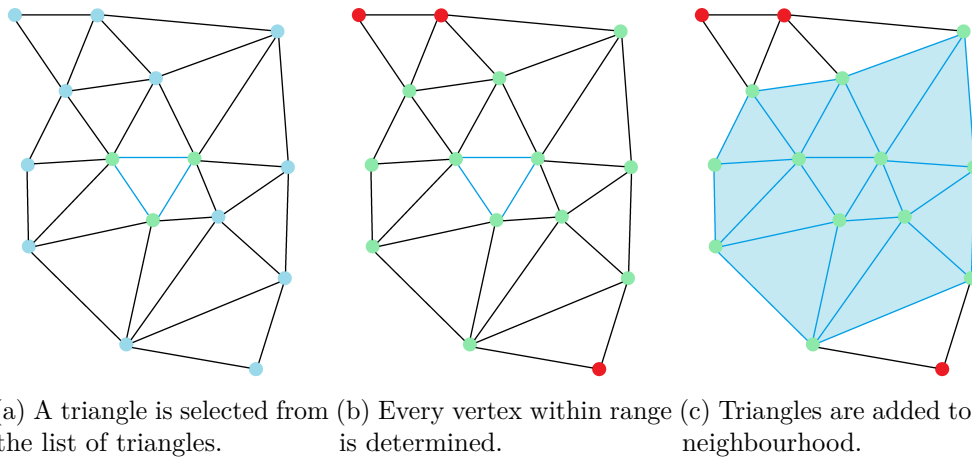 (a) A triangle is selected from
the list of triangles.
(b) Every vertex within range
is determined.
(c) Triangles are added to
neighbourhood.